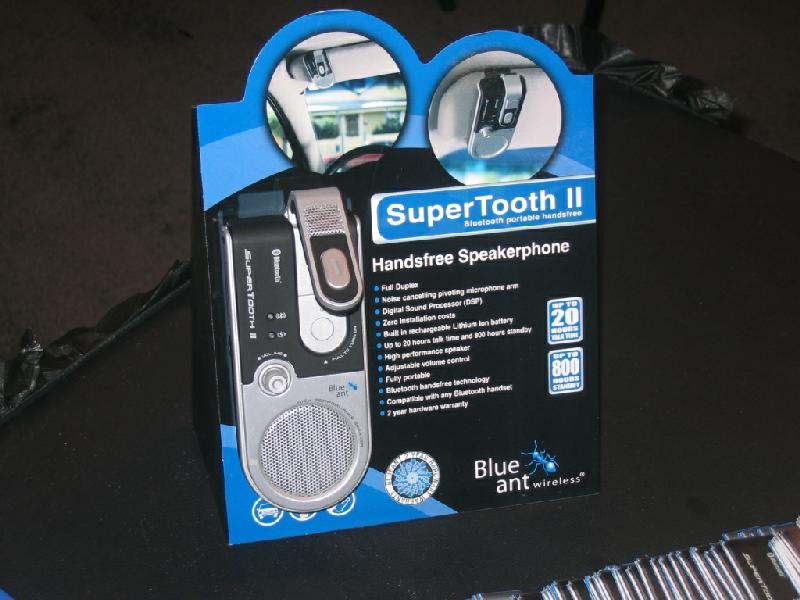 SuperTooth II
Bluetooth portable handsfree
Handsfree Speakerphone
Full Duplex
Noise cancelling pivoting microphone arm
Digital Sound Processor (DSP)
Zero installation costs
Built in rechargeable Lithium Ion battery
Up to 20 hours talk time and 800 hours standby
High performance speaker
Adjustable volume control
Fully portable
Bluetooth handsfree technology
Compatible with any Bluetooth handset
2 year hardware warranty
UP TO
20
HOURS
TALK TIME
UP TO
800
HOURS
STANDBY
Bluetooth
SUPERTOOTH II
VOLUME
Blue
ant
Blue
ant wireless®